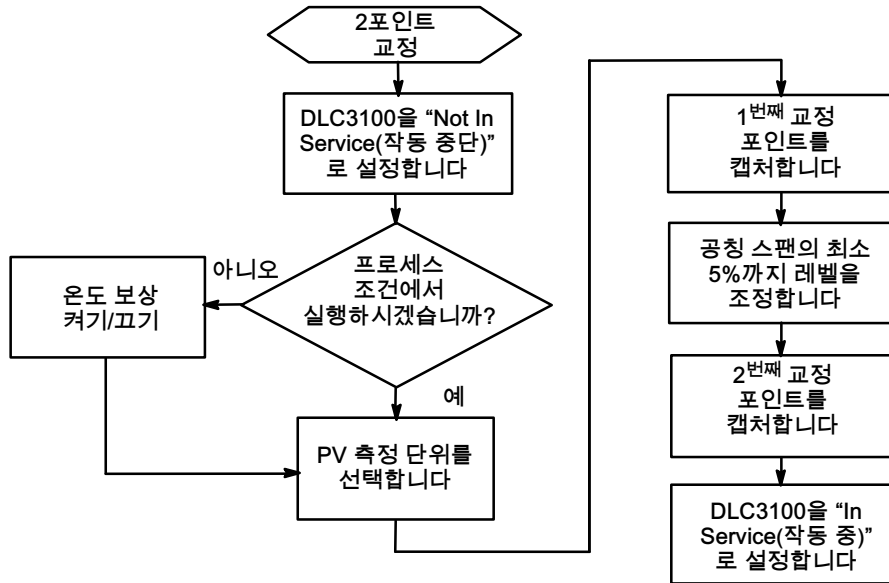 2포인트
교정
DLC3100을 “Not In
Service(작동 중단)”
로 설정합니다
프로세스
조건에서
실행하시겠습니까?
아니오
온도 보상
켜기/끄기
예
PV 측정 단위를
선택합니다
1번째 교정
포인트를
캡처합니다
공칭 스팬의 최소
5%까지 레벨을
조정합니다
2번째 교정
포인트를
캡처합니다
DLC3100을 “In
Service(작동 중)”
로 설정합니다